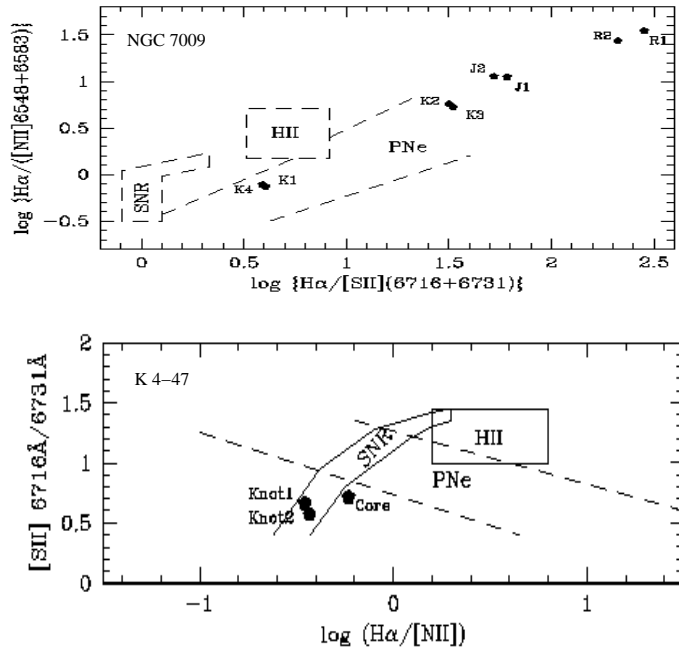 NGC 7009
log {Hα/([NII]6548+6583)}
1.5
1
0.5
0
−0.5
R2
R1
J2
J1
K2
K3
HII
PNe
K1
K4
SNR
0
0.5
1
1.5
2
2.5
log {Hα/[SII](6716+6731)}
K 4−47
[SII] 6716Å/6731Å
2
1.5
1
0.5
0
SNR
HII
PNe
Knot1
Knot2
Core
−1
0
1
log (Hα/[NII])